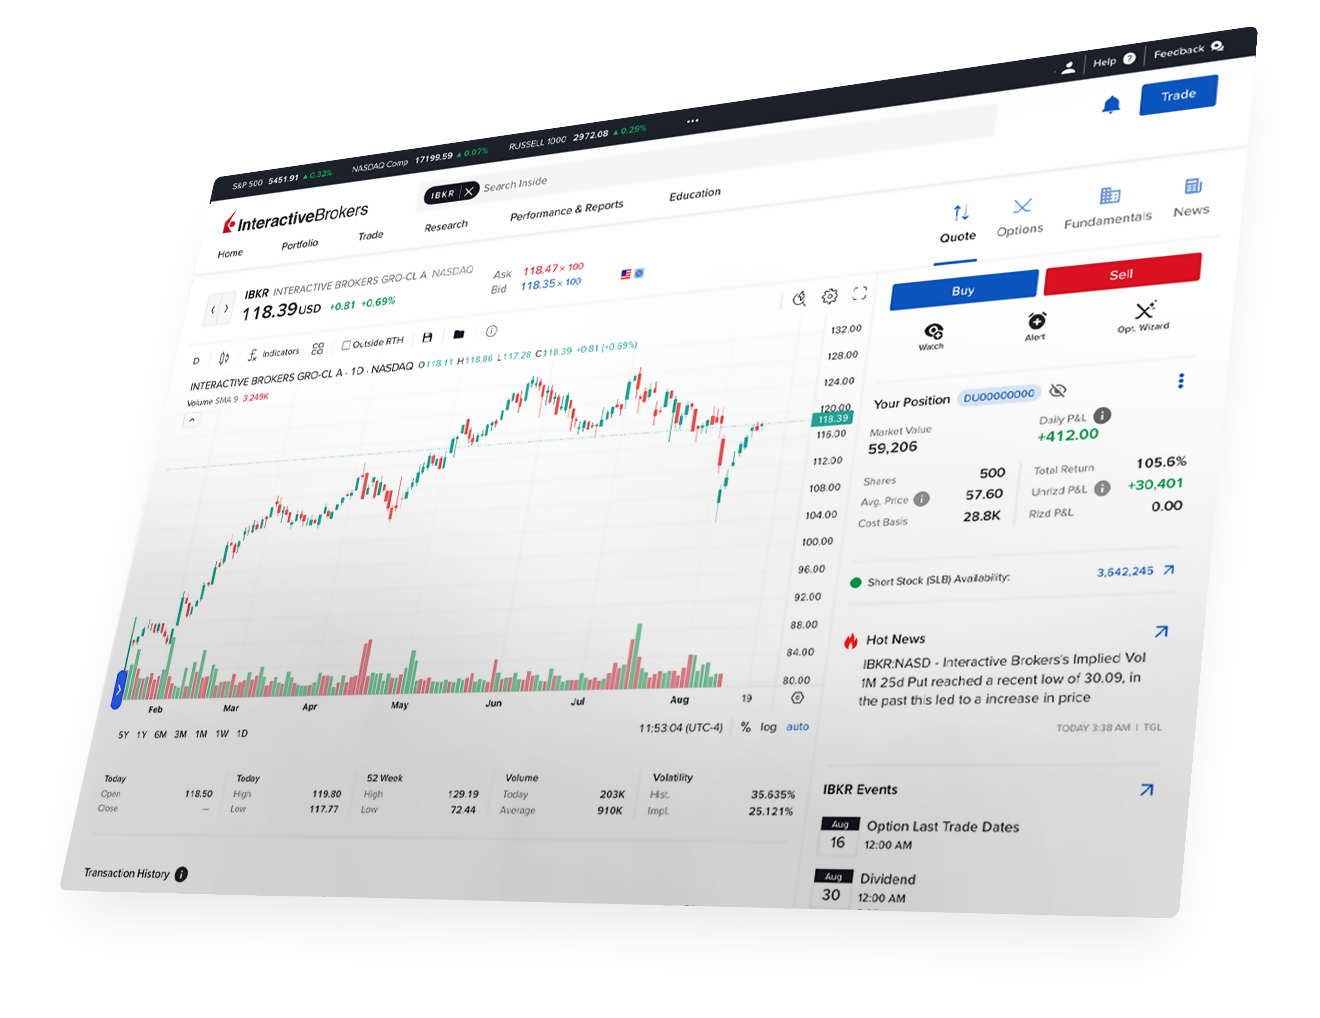 Help ?
Feedback
S&P 500 5451.91 ▲0.32% NASDAQ Comp 17199.59 ▲0.07% RUSSELL 1000 2972.08 ▲0.29% ...
Trade
InteractiveBrokers
IBKR Search Inside
Home Portfolio Trade Research Performance & Reports Education
Quote Options Fundamentals News
IBKR INTERACTIVE BROKERS GRO-CL A NASDAQ
118.39 USD +0.81 +0.69%
Ask 118.47 × 100
Bid 118.35 × 100
Buy Sell
Watch Alert Opt. Wizard
D Indicators Outside RTH
INTERACTIVE BROKERS GRO-CL A · 1D · NASDAQ O118.11 H118.86 L117.28 C118.39 +0.81 (+0.69%)
Volume SMA 9 3.249K
132.00
128.00
124.00
120.00
118.39
116.00
112.00
108.00
104.00
100.00
96.00
92.00
88.00
84.00
80.00
Feb Mar Apr May Jun Jul Aug 19
5Y 1Y 6M 3M 1M 1W 1D
11:53:04 (UTC-4) % log auto
Today
Open 118.50
Close —
Today
High 119.80
Low 117.77
52 Week
High 129.19
Low 72.44
Volume
Today 203K
Average 910K
Volatility
Hist. 35.635%
Impl. 25.121%
Transaction History
Your Position DU00000000
Market Value
59,206
Daily P&L
+412.00
Shares 500
Avg. Price 57.60
Cost Basis 28.8K
Total Return 105.6%
Unrlzd P&L +30,401
Rlzd P&L 0.00
Short Stock (SLB) Availability: 3,642,245
Hot News
IBKR:NASD - Interactive Brokers's Implied Vol
1M 25d Put reached a recent low of 30.09, in
the past this led to a increase in price
TODAY 3:38 AM | TGL
IBKR Events
Aug
16
Option Last Trade Dates
12:00 AM
Aug
30
Dividend
12:00 AM